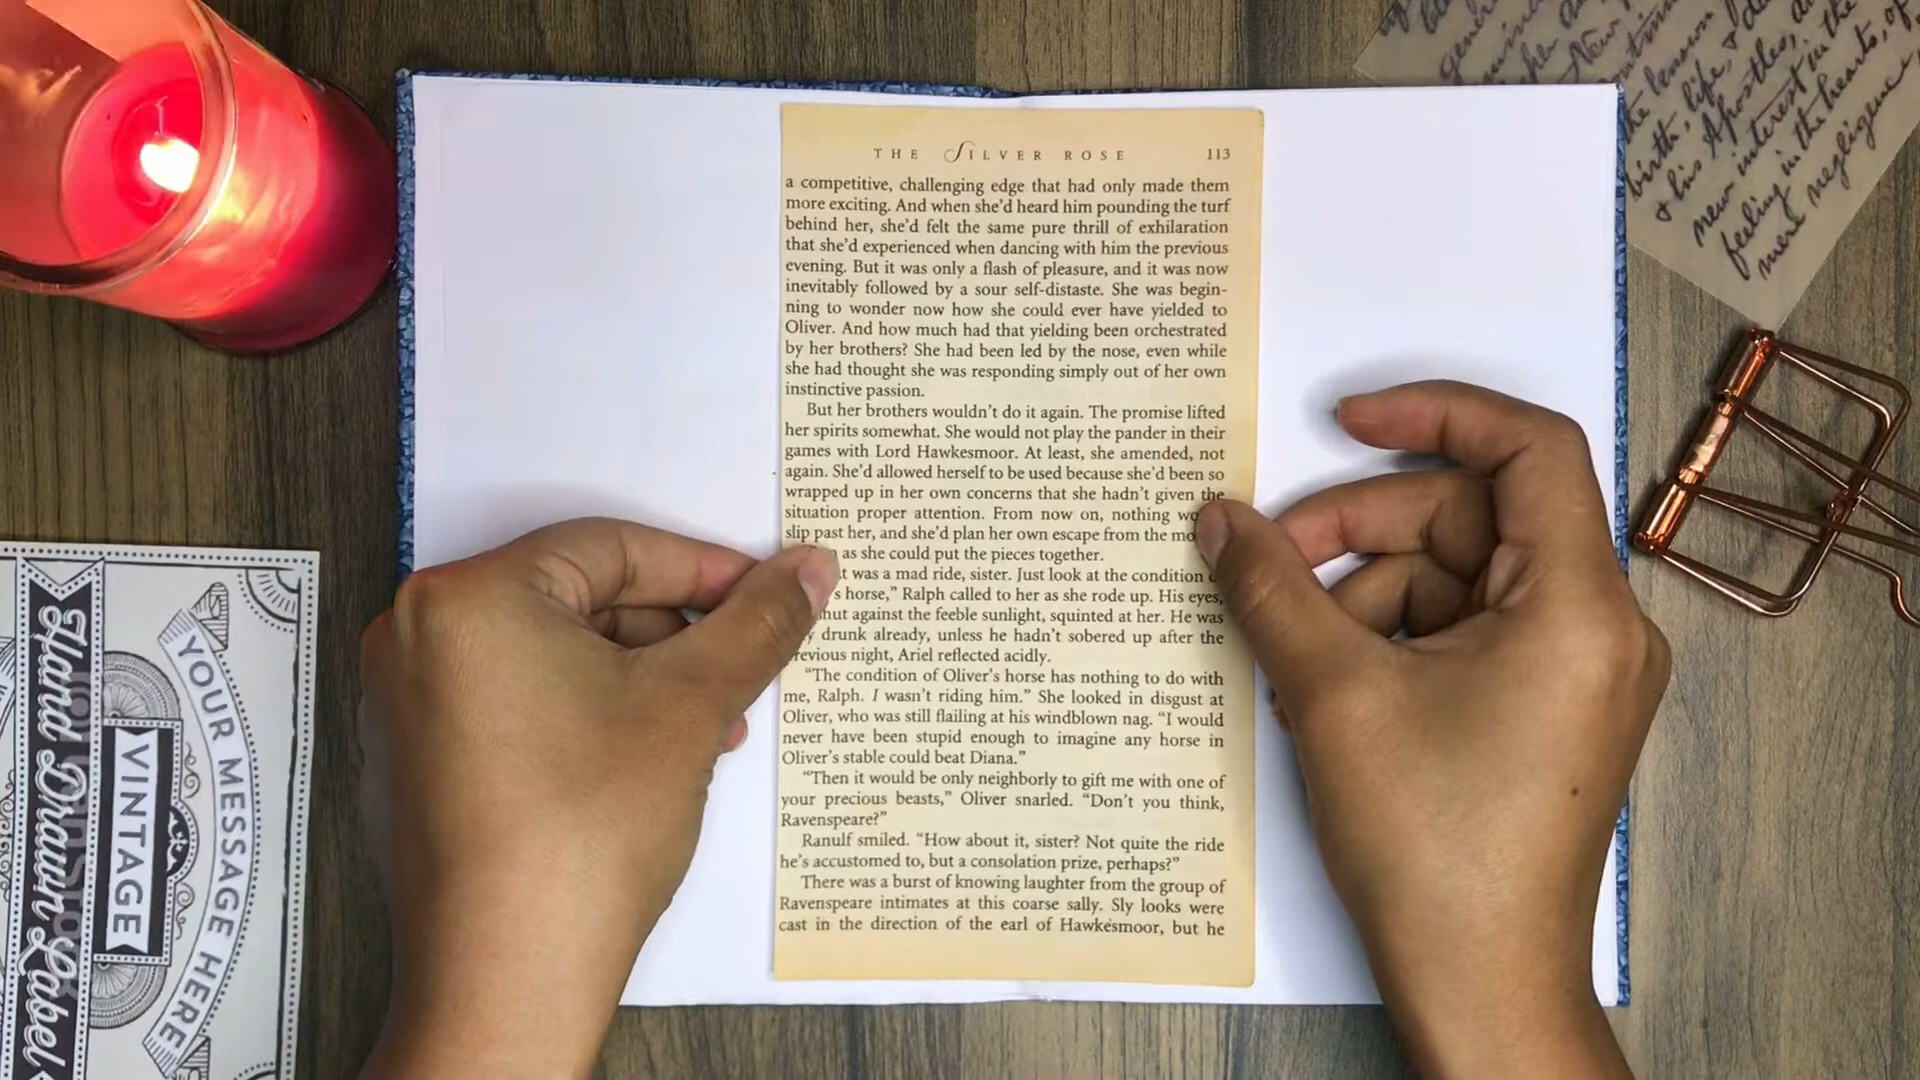 THE SILVER ROSE 113
a competitive, challenging edge that had only made them
more exciting. And when she'd heard him pounding the turf
behind her, she'd felt the same pure thrill of exhilaration
that she'd experienced when dancing with him the previous
evening. But it was only a flash of pleasure, and it was now
inevitably followed by a sour self-distaste. She was begin-
ning to wonder now how she could ever have yielded to
Oliver. And how much had that yielding been orchestrated
by her brothers? She had been led by the nose, even while
she had thought she was responding simply out of her own
instinctive passion.
But her brothers wouldn't do it again. The promise lifted
her spirits somewhat. She would not play the pander in their
games with Lord Hawkesmoor. At least, she amended, not
again. She'd allowed herself to be used because she'd been so
wrapped up in her own concerns that she hadn't given the
situation proper attention. From now on, nothing
slip past her, and she'd plan her own escape from the
as she could put the pieces together.
was a mad ride, sister. Just look at the condition
horse," Ralph called to her as she rode up. His eyes,
against the feeble sunlight, squinted at her. He was
drunk already, unless he hadn't sobered up after the
previous night, Ariel reflected acidly.
"The condition of Oliver's horse has nothing to do with
me, Ralph. I wasn't riding him." She looked in disgust at
Oliver, who was still flailing at his windblown nag. "I would
never have been stupid enough to imagine any horse in
Oliver's stable could beat Diana."
"Then it would be only neighborly to gift me with one of
your precious beasts," Oliver snarled. "Don't you think,
Ravenspeare?"
Ranulf smiled. "How about it, sister? Not quite the ride
he's accustomed to, but a consolation prize, perhaps?"
There was a burst of knowing laughter from the group of
Ravenspeare intimates at this coarse sally. Sly looks were
cast in the direction of the earl of Hawkesmoor, but he
YOUR MESSAGE HERE
VINTAGE
Hand Drawn Label
the lemon
birth, life, &
& his Apostles,
new interest in the
feeling in the hearts, of
mere negligence